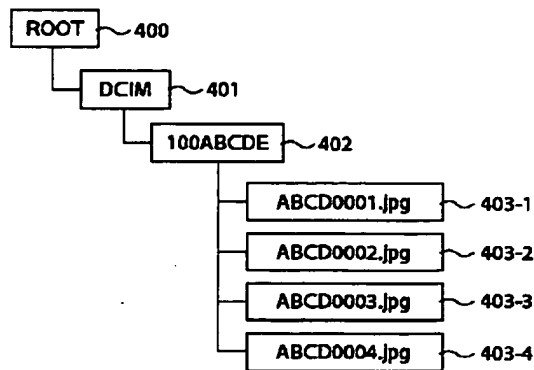 ROOT 400
DCIM 401
100ABCDE 402
ABCD0001.jpg 403-1
ABCD0002.jpg 403-2
ABCD0003.jpg 403-3
ABCD0004.jpg 403-4